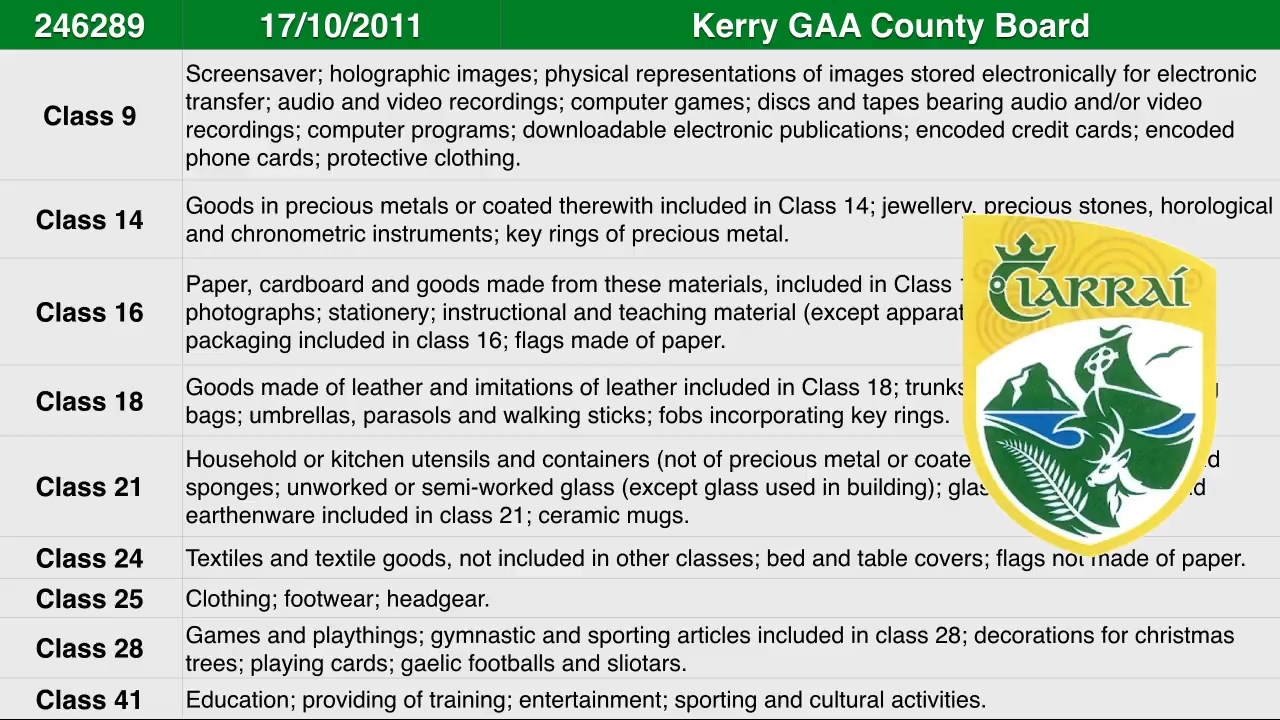 246289 17/10/2011 Kerry GAA County Board
Class 9
Screensaver; holographic images; physical representations of images stored electronically for electronic
transfer; audio and video recordings; computer games; discs and tapes bearing audio and/or video
recordings; computer programs; downloadable electronic publications; encoded credit cards; encoded
phone cards; protective clothing.
Class 14
Goods in precious metals or coated therewith included in Class 14; jewellery, precious stones, horological
and chronometric instruments; key rings of precious metal.
Class 16
Paper, cardboard and goods made from these materials, included in Class
photographs; stationery; instructional and teaching material (except
packaging included in class 16; flags made of paper.
Class 18
Goods made of leather and imitations of leather included in Class 18;
bags; umbrellas, parasols and walking sticks; fobs incorporating key rings.
Class 21
Household or kitchen utensils and containers (not of precious metal or
sponges; unworked or semi-worked glass (except glass used in building);
earthenware included in class 21; ceramic mugs.
Class 24
Textiles and textile goods, not included in other classes; bed and table covers; flags not made of paper.
Class 25
Clothing; footwear; headgear.
Class 28
Games and playthings; gymnastic and sporting articles included in class 28; decorations for christmas
trees; playing cards; gaelic footballs and sliotars.
Class 41
Education; providing of training; entertainment; sporting and cultural activities.
CIARRAÍ